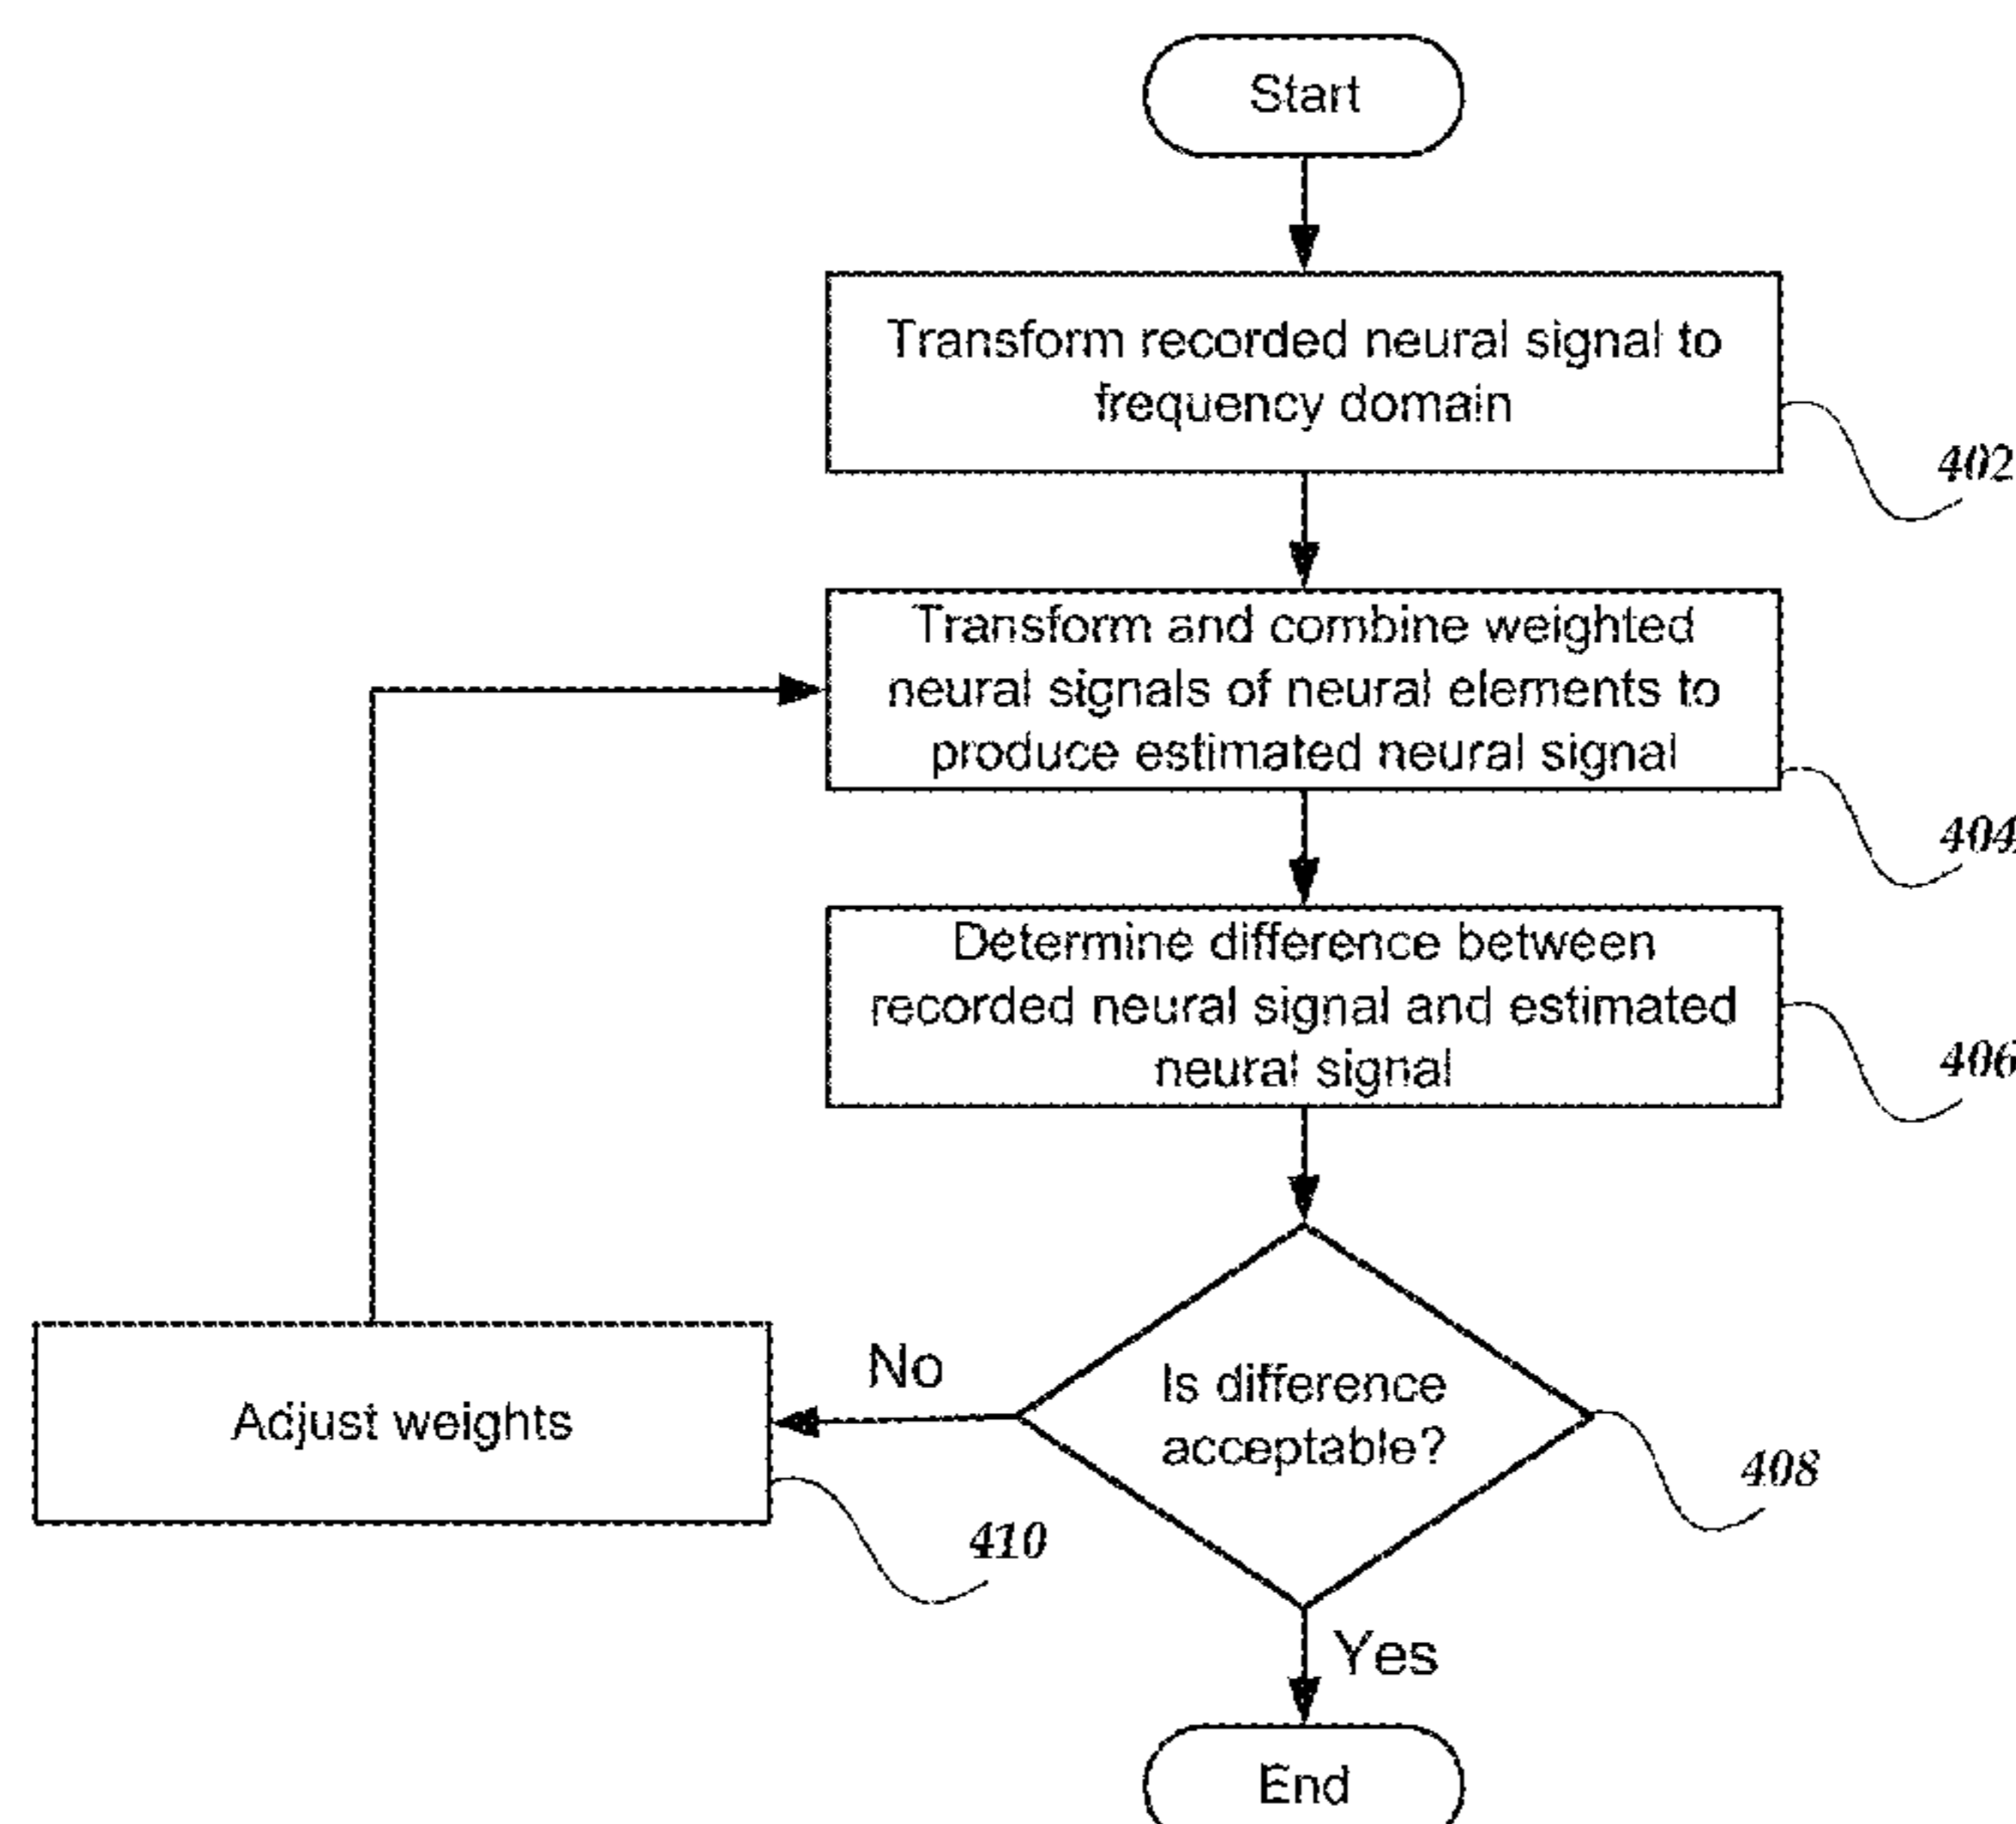 Start
Transform recorded neural signal to
frequency domain
402
Transform and combine weighted
neural signals of neural elements to
produce estimated neural signal
404
Determine difference between
recorded neural signal and estimated
neural signal
406
Is difference
acceptable?
408
No
Adjust weights
410
Yes
End